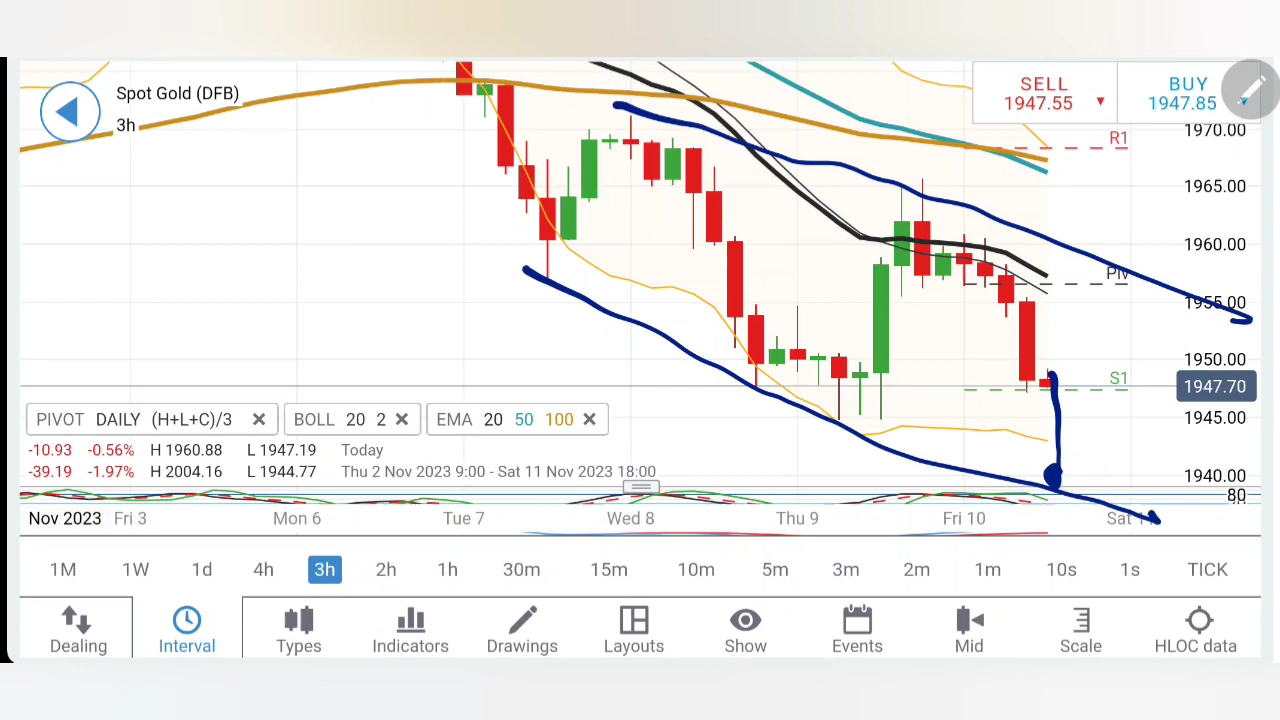 Spot Gold (DFB)
3h
SELL
1947.55
BUY
1947.85
1970.00
R1
1965.00
1960.00
Piv
1955.00
1950.00
S1
1947.70
1945.00
1940.00
PIVOT DAILY (H+L+C)/3
BOLL 20 2
EMA 20 50 100
-10.93 -0.56% H 1960.88 L 1947.19 Today
-39.19 -1.97% H 2004.16 L 1944.77 Thu 2 Nov 2023 9:00 - Sat 11 Nov 2023 18:00
80
Nov 2023 Fri 3 Mon 6 Tue 7 Wed 8 Thu 9 Fri 10 Sat
1M 1W 1d 4h 3h 2h 1h 30m 15m 10m 5m 3m 2m 1m 10s 1s TICK
Dealing Interval Types Indicators Drawings Layouts Show Events Mid Scale HLOC data